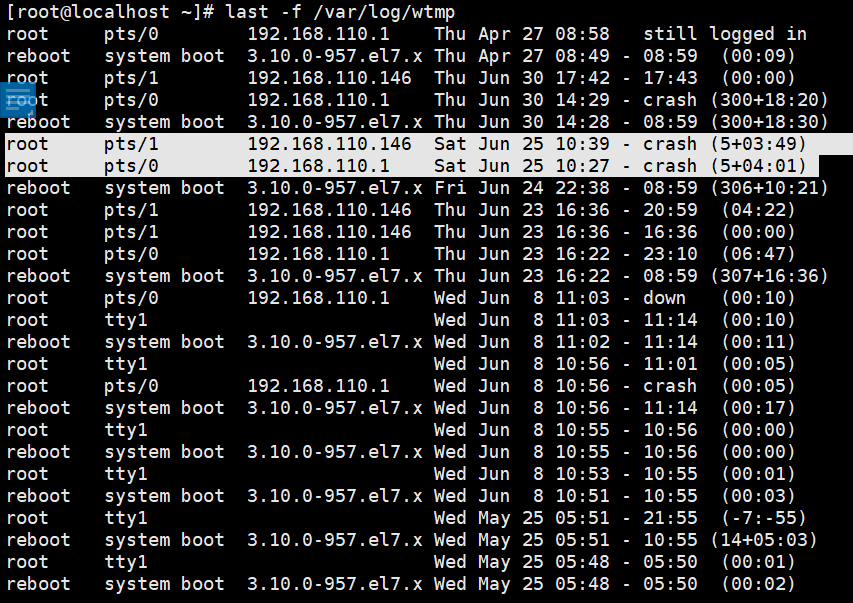 [root@localhost ~]# last -f /var/log/wtmp
root     pts/0        192.168.110.1    Thu Apr 27 08:58   still logged in
reboot   system boot  3.10.0-957.el7.x Thu Apr 27 08:49 - 08:59  (00:09)
root     pts/1        192.168.110.146  Thu Jun 30 17:42 - 17:43  (00:00)
root     pts/0        192.168.110.1    Thu Jun 30 14:29 - crash (300+18:20)
reboot   system boot  3.10.0-957.el7.x Thu Jun 30 14:28 - 08:59 (300+18:30)
root     pts/1        192.168.110.146  Sat Jun 25 10:39 - crash (5+03:49)
root     pts/0        192.168.110.1    Sat Jun 25 10:27 - crash (5+04:01)
reboot   system boot  3.10.0-957.el7.x Fri Jun 24 22:38 - 08:59 (306+10:21)
root     pts/1        192.168.110.146  Thu Jun 23 16:36 - 20:59  (04:22)
root     pts/1        192.168.110.146  Thu Jun 23 16:36 - 16:36  (00:00)
root     pts/0        192.168.110.1    Thu Jun 23 16:22 - 23:10  (06:47)
reboot   system boot  3.10.0-957.el7.x Thu Jun 23 16:22 - 08:59 (307+16:36)
root     pts/0        192.168.110.1    Wed Jun  8 11:03 - down   (00:10)
root     tty1                          Wed Jun  8 11:03 - 11:14  (00:10)
reboot   system boot  3.10.0-957.el7.x Wed Jun  8 11:02 - 11:14  (00:11)
root     tty1                          Wed Jun  8 10:56 - 11:01  (00:05)
root     pts/0        192.168.110.1    Wed Jun  8 10:56 - crash  (00:05)
reboot   system boot  3.10.0-957.el7.x Wed Jun  8 10:56 - 11:14  (00:17)
root     tty1                          Wed Jun  8 10:55 - 10:56  (00:00)
reboot   system boot  3.10.0-957.el7.x Wed Jun  8 10:55 - 10:56  (00:00)
root     tty1                          Wed Jun  8 10:53 - 10:55  (00:01)
reboot   system boot  3.10.0-957.el7.x Wed Jun  8 10:51 - 10:55  (00:03)
root     tty1                          Wed May 25 05:51 - 21:55  (-7:-55)
reboot   system boot  3.10.0-957.el7.x Wed May 25 05:51 - 10:55 (14+05:03)
root     tty1                          Wed May 25 05:48 - 05:50  (00:01)
reboot   system boot  3.10.0-957.el7.x Wed May 25 05:48 - 05:50  (00:02)